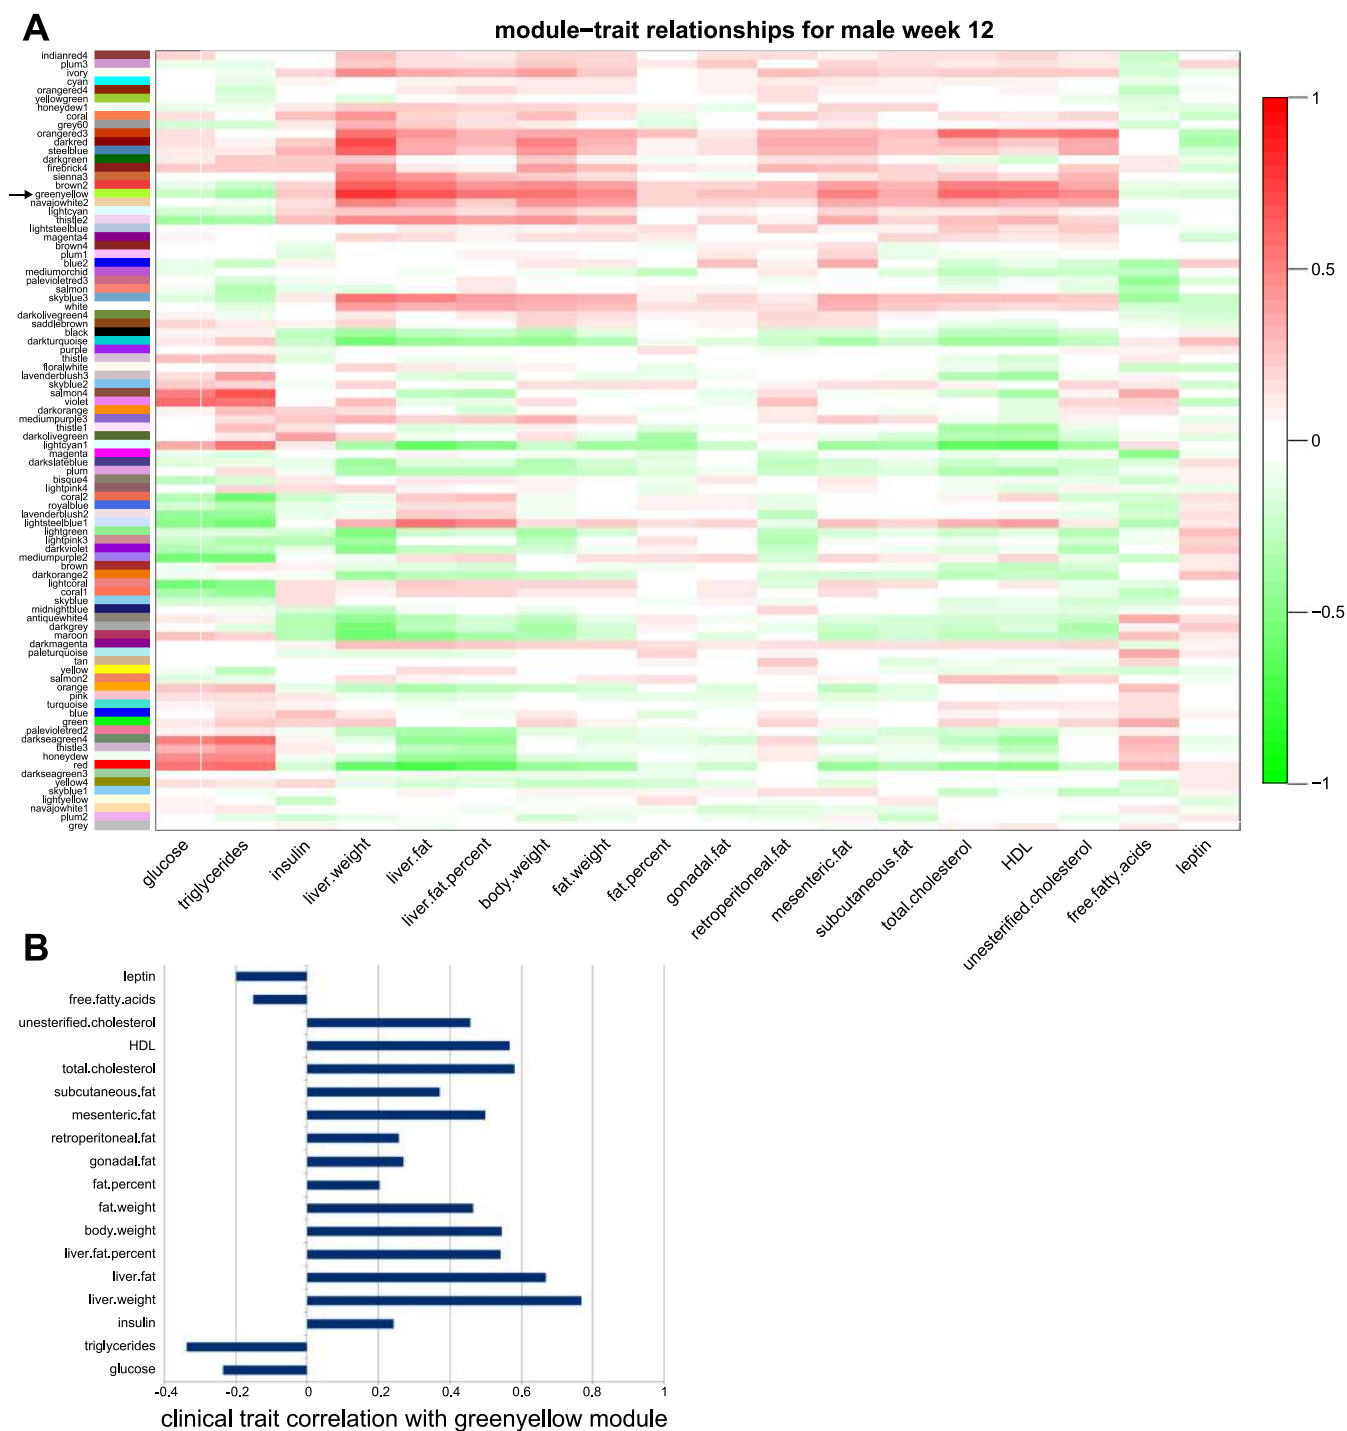 A
module−trait relationships for male week 12
indianred4
plum3
ivory
cyan
orangered4
yellowgreen
honeydew1
coral
grey60
orangered3
darkred
steelblue
darkgreen
firebrick4
sienna3
brown2
greenyellow
navajowhite2
lightcyan
thistle2
lightsteelblue
magenta4
brown4
plum1
blue2
mediumorchid
palevioletred3
salmon
skyblue3
white
darkolivegreen4
saddlebrown
black
darkturquoise
purple
thistle
floralwhite
lavenderblush3
skyblue2
salmon4
violet
darkorange
mediumpurple3
thistle1
darkolivegreen
lightcyan1
magenta
darkslateblue
plum
bisque4
lightpink4
coral2
royalblue
lavenderblush2
lightsteelblue1
lightgreen
lightpink3
darkviolet
mediumpurple2
brown
darkorange2
lightcoral
coral1
skyblue
midnightblue
antiquewhite4
darkgrey
maroon
darkmagenta
paleturquoise
tan
yellow
salmon2
orange
pink
turquoise
blue
green
palevioletred2
darkseagreen4
thistle3
honeydew
red
darkseagreen3
yellow4
skyblue1
lightyellow
navajowhite1
plum2
grey
1
0.5
0
−0.5
−1
glucose
triglycerides
insulin
liver.weight
liver.fat
liver.fat.percent
body.weight
fat.weight
fat.percent
gonadal.fat
retroperitoneal.fat
mesenteric.fat
subcutaneous.fat
total.cholesterol
HDL
unesterified.cholesterol
free.fatty.acids
leptin
B
leptin
free.fatty.acids
unesterified.cholesterol
HDL
total.cholesterol
subcutaneous.fat
mesenteric.fat
retroperitoneal.fat
gonadal.fat
fat.percent
fat.weight
body.weight
liver.fat.percent
liver.fat
liver.weight
insulin
triglycerides
glucose
-0.4 -0.2 0 0.2 0.4 0.6 0.8 1
clinical trait correlation with greenyellow module